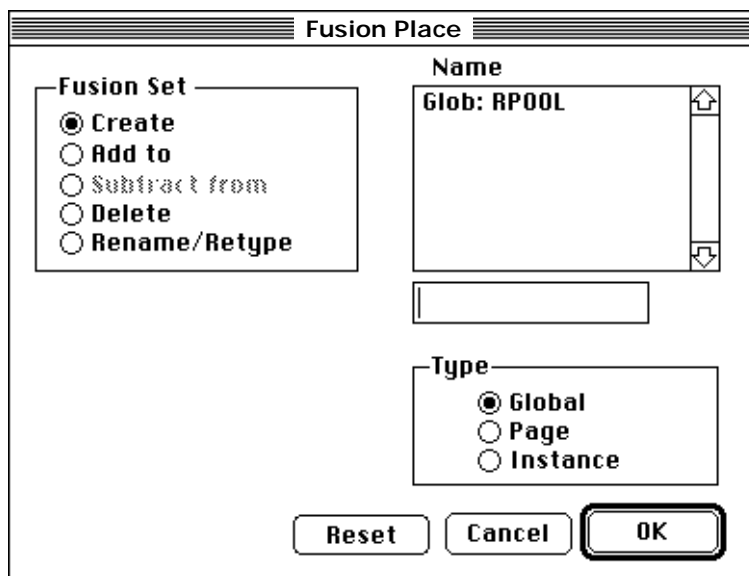 Fusion Place
Fusion Set
Create
Add to
Subtract from
Delete
Rename/Retype
Name
Glob: RPOOL
Type
Global
Page
Instance
Reset
Cancel
OK